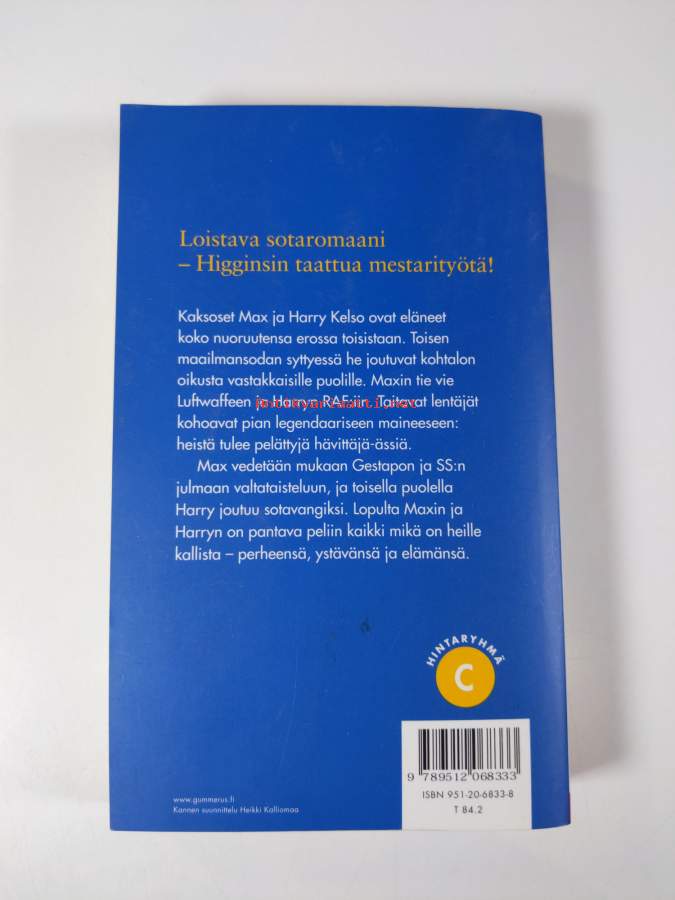 Loistava sotaromaani
– Higginsin taattua mestarityötä!
Kaksoset Max ja Harry Kelso ovat eläneet
koko nuoruutensa erossa toisistaan. Toisen
maailmansodan syttyessä he joutuvat kohtalon
oikusta vastakkaisille puolille. Maxin tie vie
Luftwaffeen ja Harryn RAF:iin. Taitavat lentäjät
antikvariaatti.net
kohoavat pian legendaariseen maineeseen:
heistä tulee pelättyjä hävittäjä-ässiä.
Max vedetään mukaan Gestapon ja SS:n
julmaan valtataisteluun, ja toisella puolella
Harry joutuu sotavangiksi. Lopulta Maxin ja
Harryn on pantava peliin kaikki mikä on heille
kallista – perheensä, ystävänsä ja elämänsä.
HINTARYHMÄ
C
9 789512 068333
ISBN 951-20-6833-8
T 84.2
www.gummerus.fi
Kannen suunnittelu Heikki Kalliomaa